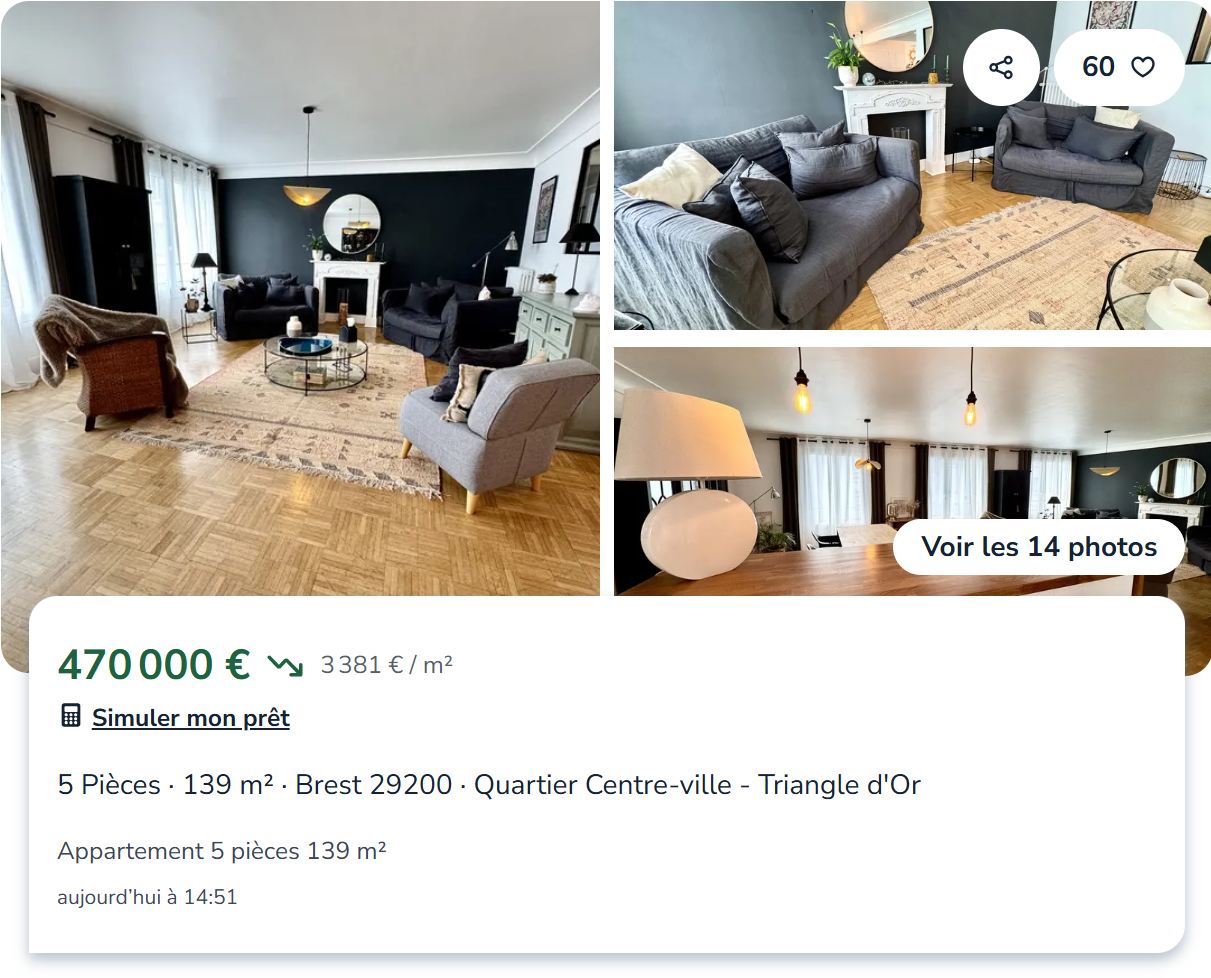 60
Voir les 14 photos
470 000 € 3 381 € / m²
Simuler mon prêt
5 Pièces · 139 m² · Brest 29200 · Quartier Centre-ville - Triangle d'Or
Appartement 5 pièces 139 m²
aujourd’hui à 14:51